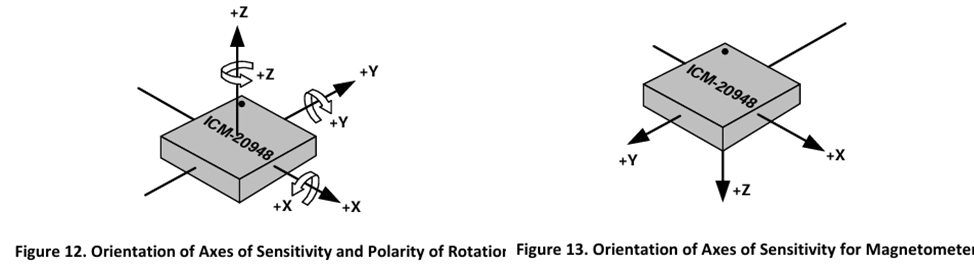 +Z
+Z
+Y
+Y
ICM-20948
+X
+X
Figure 12. Orientation of Axes of Sensitivity and Polarity of Rotation
ICM-20948
+Y
+X
+Z
Figure 13. Orientation of Axes of Sensitivity for Magnetometer